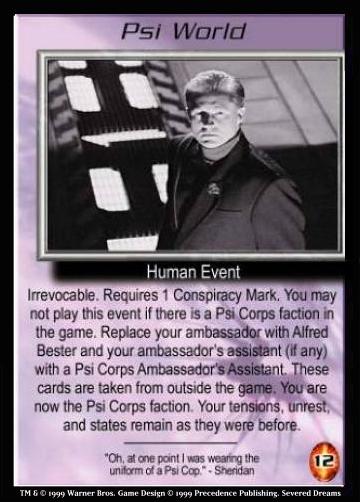 Psi World
Human Event
Irrevocable. Requires 1 Conspiracy Mark. You may
not play this event if there is a Psi Corps faction in
the game. Replace your ambassador with Alfred
Bester and your ambassador's assistant (if any)
with a Psi Corps Ambassador's Assistant. These
cards are taken from outside the game. You are
now the Psi Corps faction. Your tensions, unrest,
and states remain as they were before.
"Oh, at one point I was wearing the
uniform of a Psi Cop." - Sheridan
12
TM & © 1999 Warner Bros. Game Design © 1999 Precedence Publishing. Severed Dreams